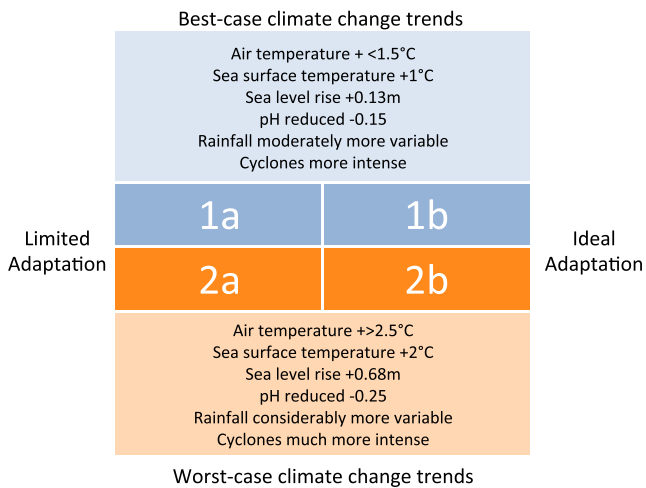 Best-case climate change trends
Air temperature + <1.5°C
Sea surface temperature +1°C
Sea level rise +0.13m
pH reduced -0.15
Rainfall moderately more variable
Cyclones more intense
Limited
Adaptation
1a
1b
2a
2b
Ideal
Adaptation
Air temperature +>2.5°C
Sea surface temperature +2°C
Sea level rise +0.68m
pH reduced -0.25
Rainfall considerably more variable
Cyclones much more intense
Worst-case climate change trends